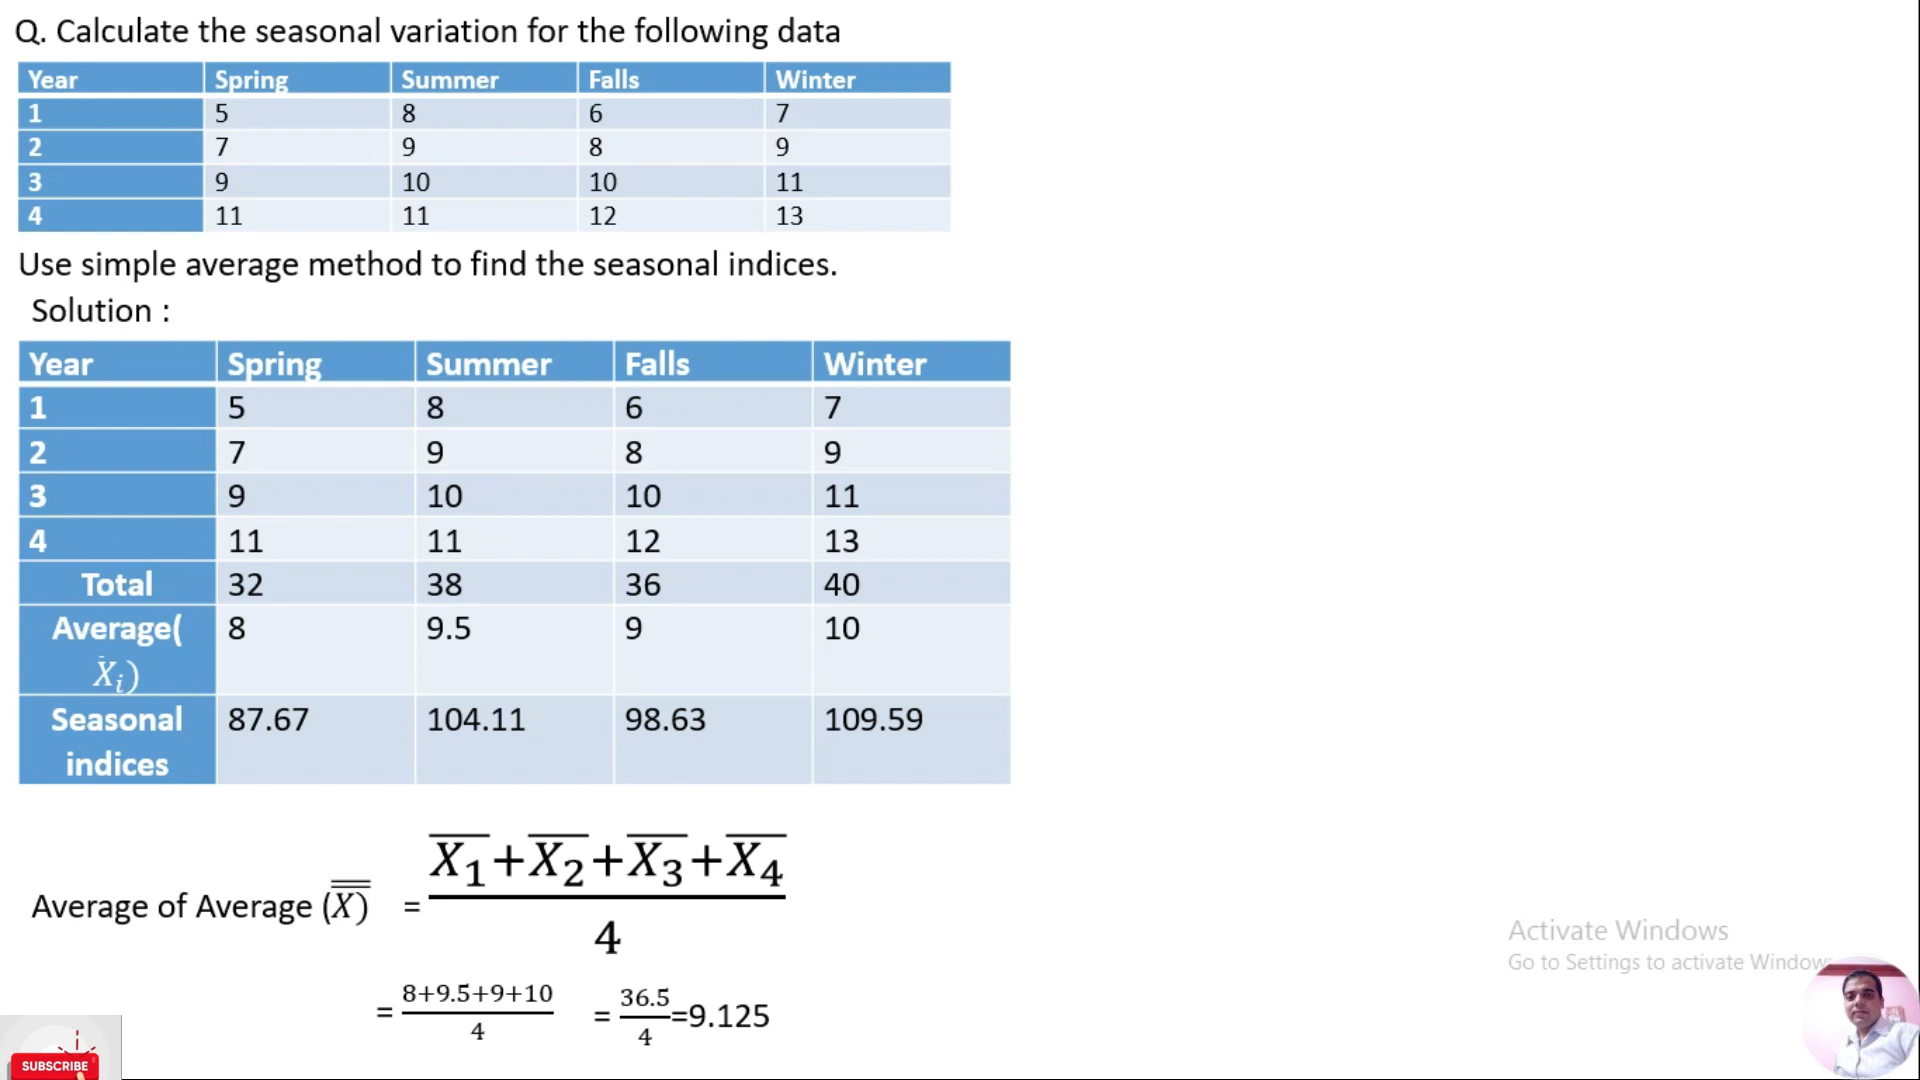 Q. Calculate the seasonal variation for the following data
Year Spring Summer Falls Winter
1 5 8 6 7
2 7 9 8 9
3 9 10 10 11
4 11 11 12 13
Use simple average method to find the seasonal indices.
Solution :
Year Spring Summer Falls Winter
1 5 8 6 7
2 7 9 8 9
3 9 10 10 11
4 11 11 12 13
Total 32 38 36 40
Average( 8 9.5 9 10
X̄ᵢ)
Seasonal 87.67 104.11 98.63 109.59
indices
X̅₁+X̅₂+X̅₃+X̅₄
Average of Average (X̿) =
4
= 8+9.5+9+10 / 4 = 36.5 / 4 =9.125
Activate Windows
Go to Settings to activate Window
SUBSCRIBE